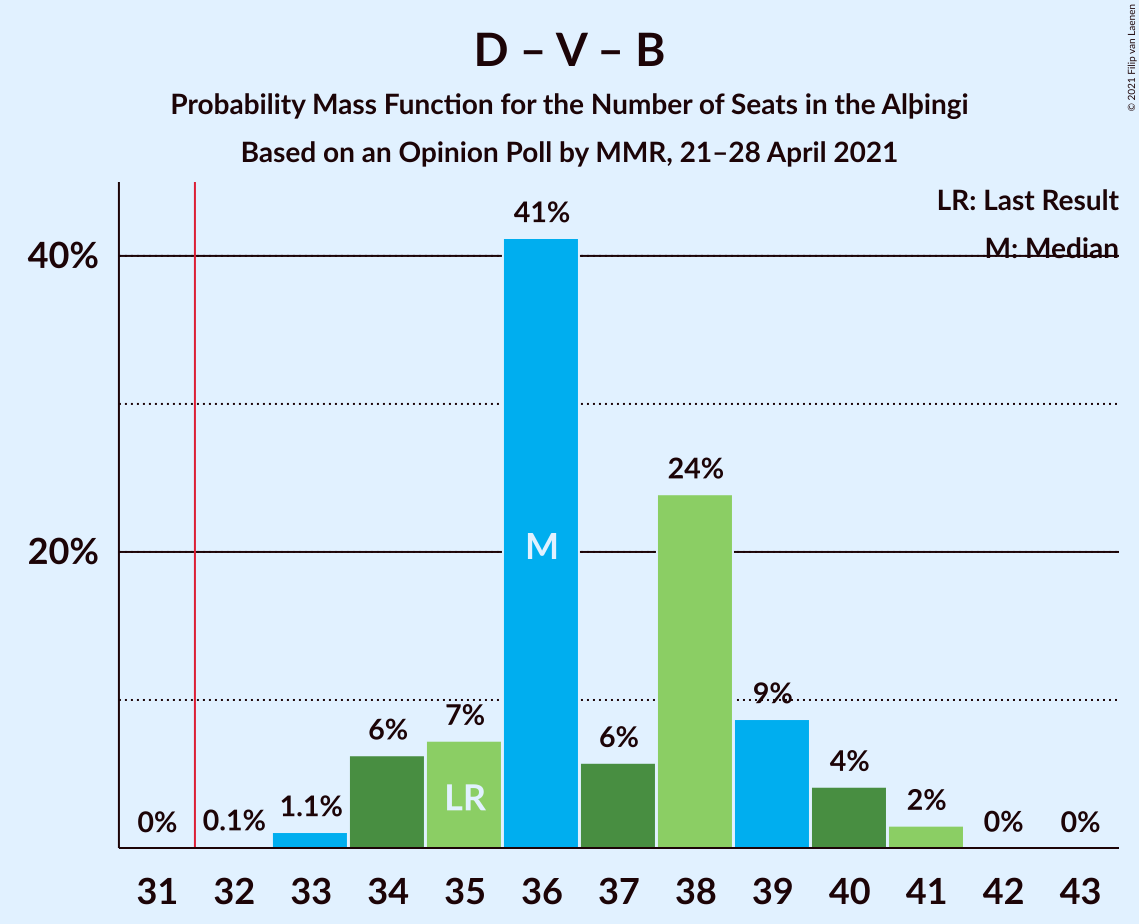 D – V – B
Probability Mass Function for the Number of Seats in the Alþingi
Based on an Opinion Poll by MMR, 21–28 April 2021
© 2021 Filip van Laenen
LR: Last Result
M: Median
40%
20%
0%
0.1%
1.1%
6%
7%
41%
6%
24%
9%
4%
2%
0%
0%
LR
M
31 32 33 34 35 36 37 38 39 40 41 42 43